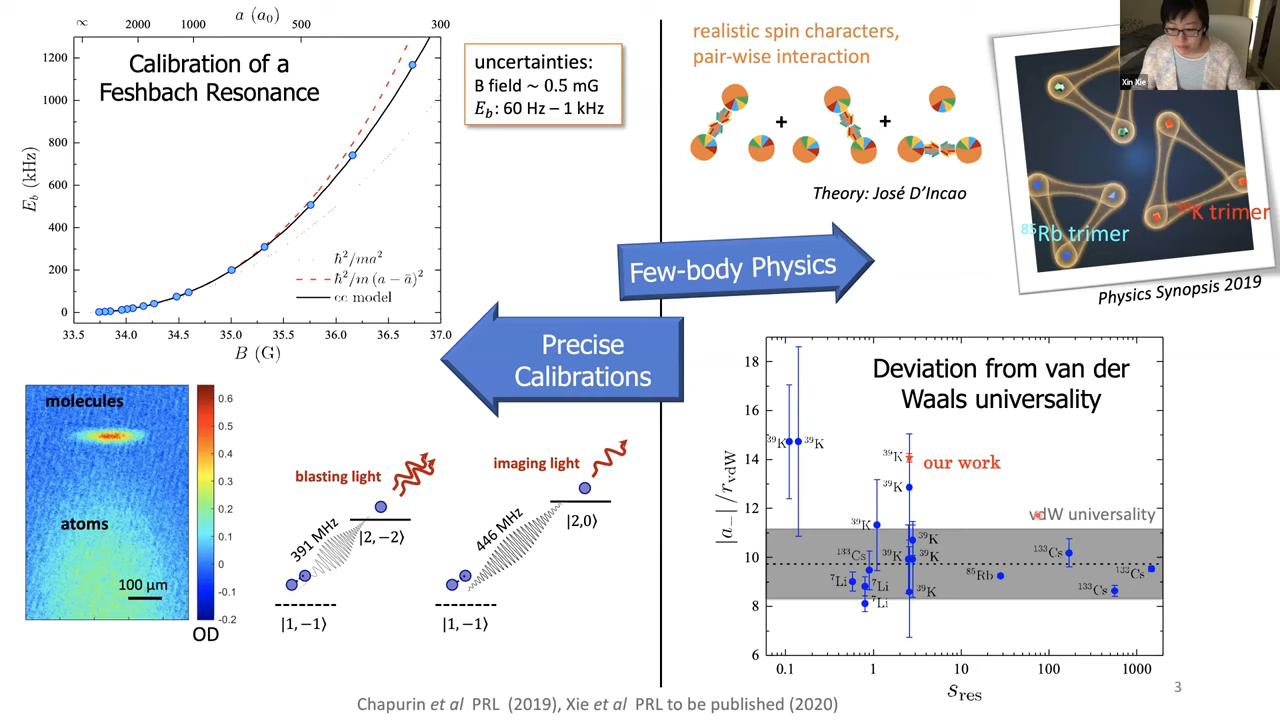 a (a₀)
∞ 2000 1000 500 300
Calibration of a
Feshbach Resonance
1200
1000
800
600
400
200
0
E_b (kHz)
ħ²/ma²
ħ²/m (a − ā)²
cc model
33.5 34.0 34.5 35.0 35.5 36.0 36.5 37.0
B (G)
uncertainties:
B field ~ 0.5 mG
E_b: 60 Hz – 1 kHz
realistic spin characters,
pair-wise interaction
+ +
Theory: José D'Incao
Xin Xie
K trimer
⁸⁵Rb trimer
Physics Synopsis 2019
Few-body Physics
Precise
Calibrations
molecules
atoms
100 μm
0.6
0.5
0.4
0.3
0.2
0.1
0
-0.1
-0.2
OD
blasting light
391 MHz
|2,−2⟩
|1,−1⟩
imaging light
446 MHz
|2,0⟩
|1,−1⟩
Deviation from van der
Waals universality
|a₋|/r_vdW
18
16
14
12
10
8
6
³⁹K
³⁹K
³⁹K
our work
³⁹K
vdW universality
³⁹K
³⁹K
¹³³Cs
³⁹K
³⁹K
¹³³Cs
⁷Li
⁷Li
⁷Li
³⁹K
⁸⁵Rb
¹³³Cs
¹³³Cs
0.1 1 10 100 1000
s_res
3
Chapurin et al PRL (2019), Xie et al PRL to be published (2020)